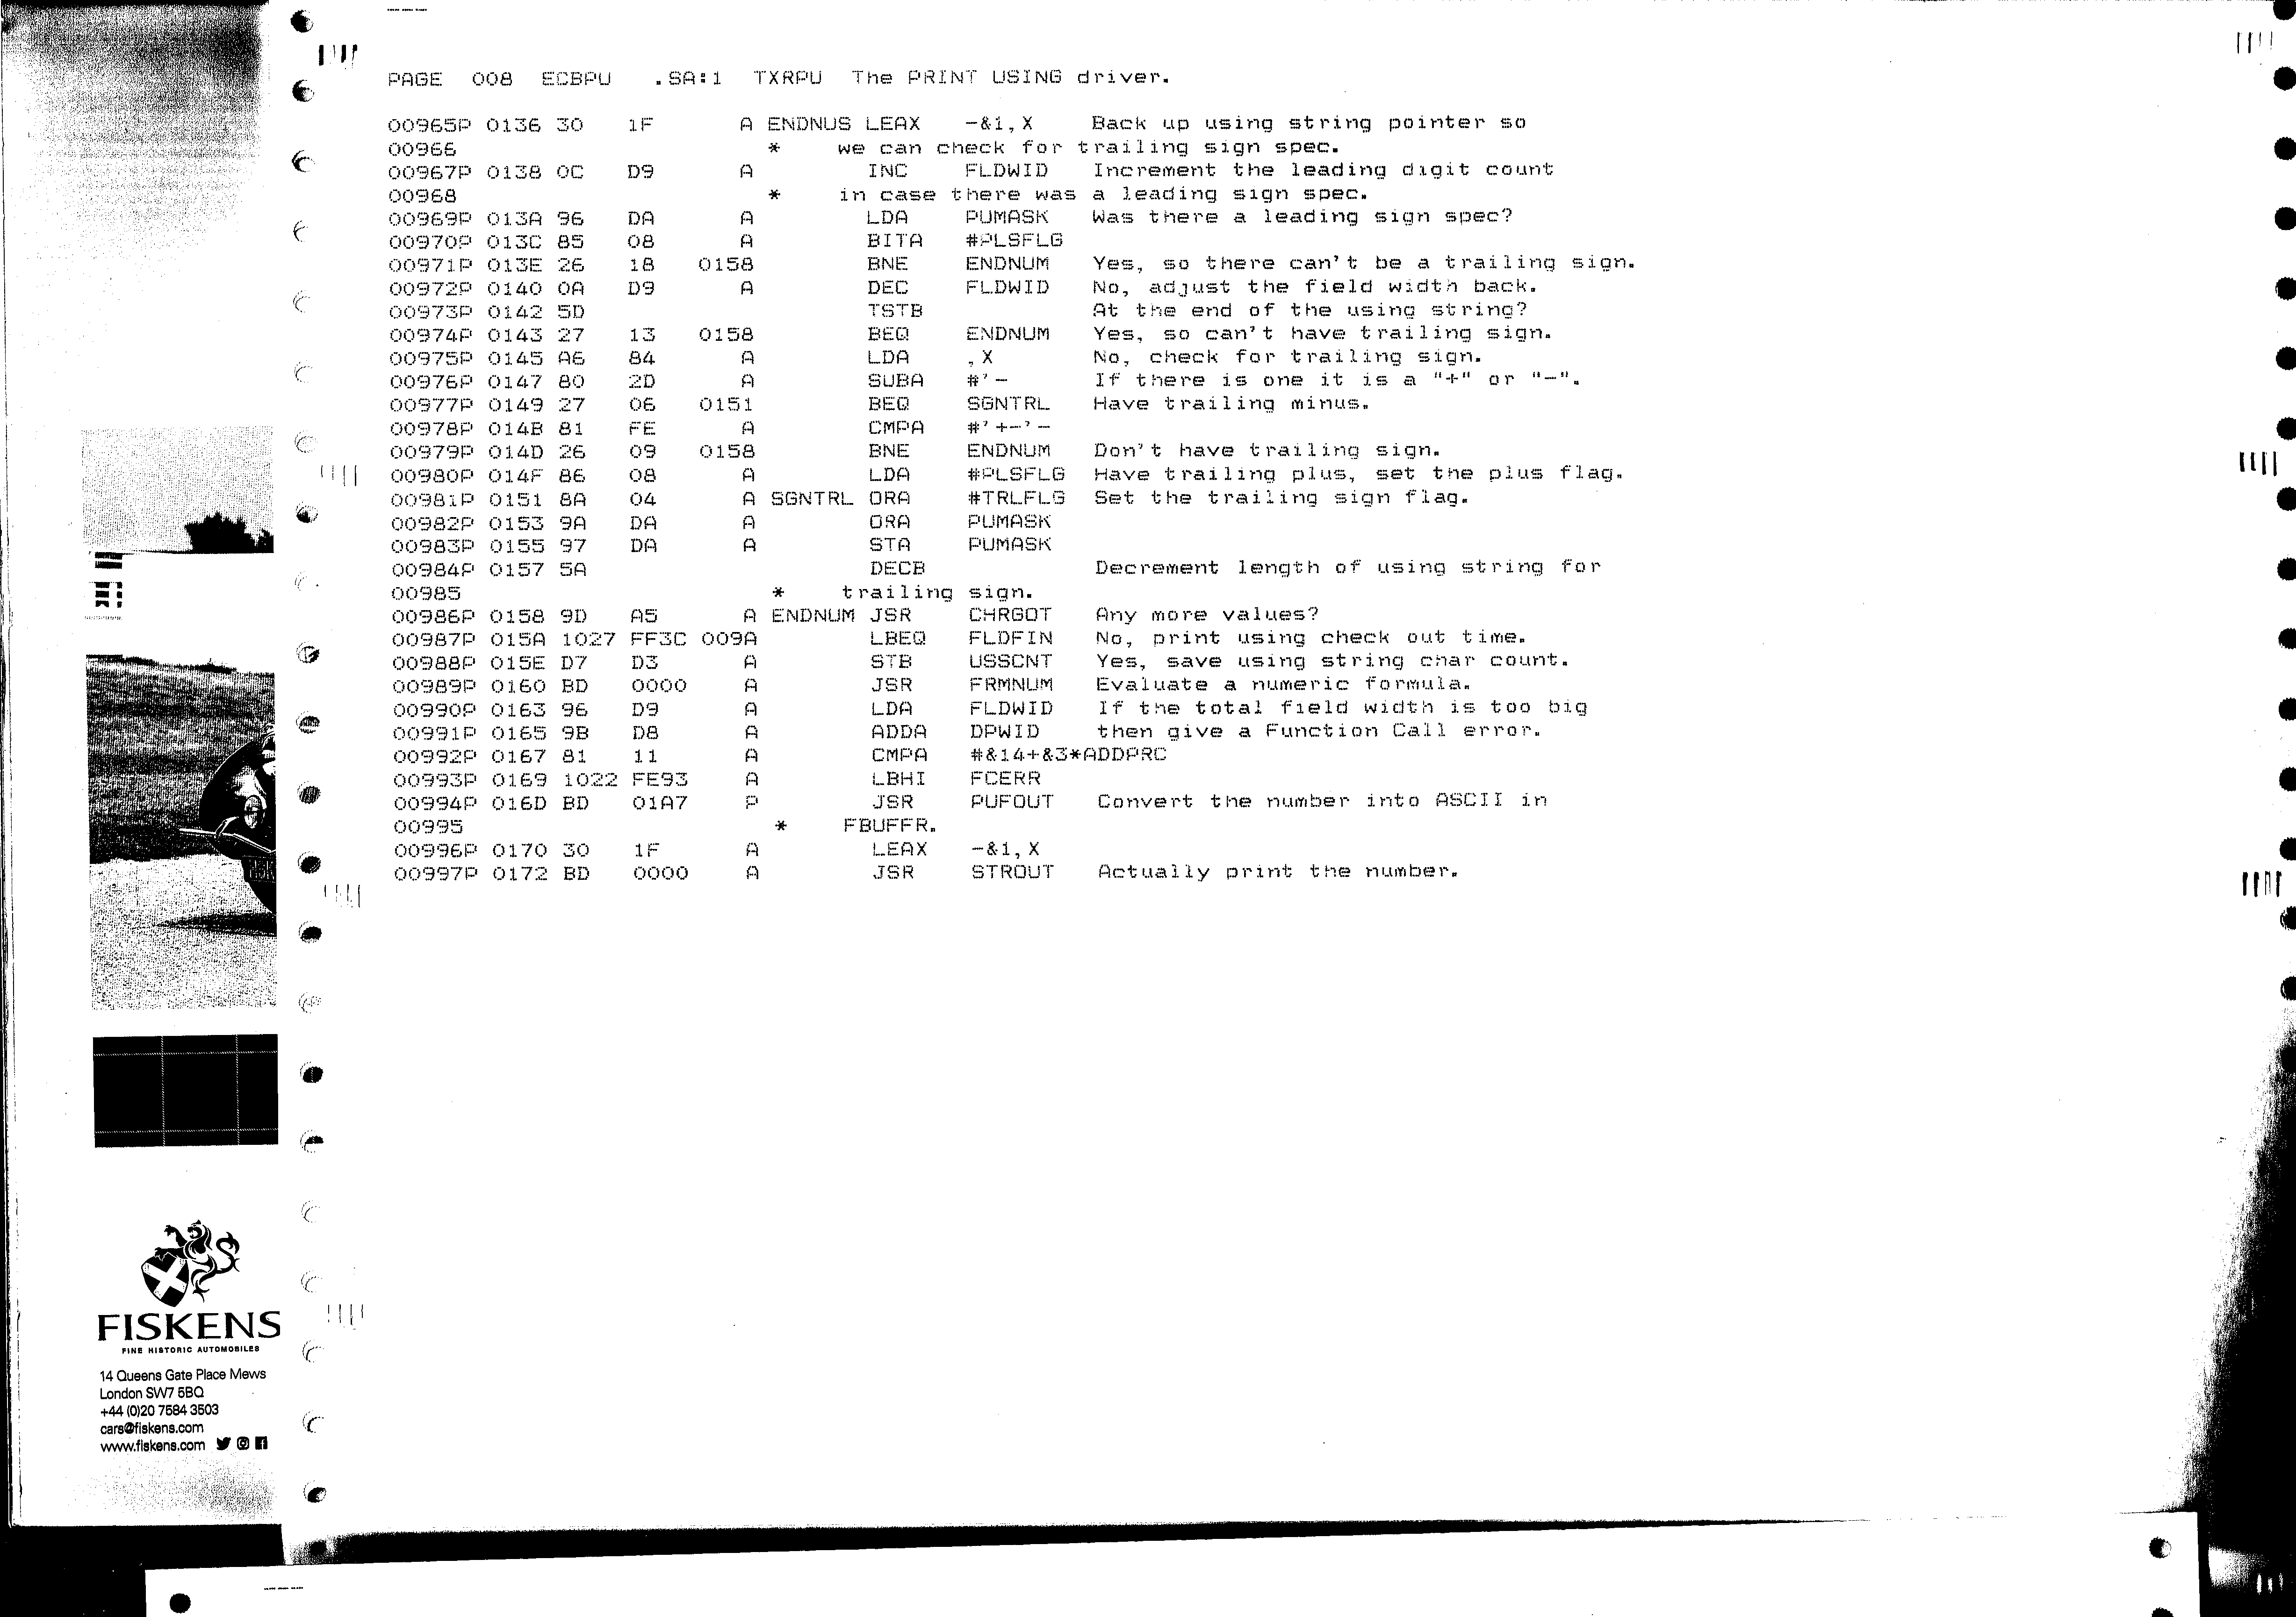 PAGE 008 ECBPU .SA:1 TXRPU The PRINT USING driver.
00965P 0136 30 1F A ENDNUS LEAX -&1,X Back up using string pointer so
00966 * we can check for trailing sign spec.
00967P 0138 0C D9 A INC FLDWID Increment the leading digit count
00968 * in case there was a leading sign spec.
00969P 013A 96 DA A LDA PUMASK Was there a leading sign spec?
00970P 013C 85 08 A BITA #PLSFLG
00971P 013E 26 18 0158 BNE ENDNUM Yes, so there can't be a trailing sign.
00972P 0140 0A D9 A DEC FLDWID No, adjust the field width back.
00973P 0142 5D TSTB At the end of the using string?
00974P 0143 27 13 0158 BEQ ENDNUM Yes, so can't have trailing sign.
00975P 0145 A6 84 A LDA ,X No, check for trailing sign.
00976P 0147 80 2D A SUBA #'- If there is one it is a "+" or "-".
00977P 0149 27 06 0151 BEQ SGNTRL Have trailing minus.
00978P 014B 81 FE A CMPA #'+-'-
00979P 014D 26 09 0158 BNE ENDNUM Don't have trailing sign.
00980P 014F 86 08 A LDA #PLSFLG Have trailing plus, set the plus flag.
00981P 0151 8A 04 A SGNTRL ORA #TRLFLG Set the trailing sign flag.
00982P 0153 9A DA A ORA PUMASK
00983P 0155 97 DA A STA PUMASK
00984P 0157 5A DECB Decrement length of using string for
00985 * trailing sign.
00986P 0158 9D A5 A ENDNUM JSR CHRGOT Any more values?
00987P 015A 1027 FF3C 009A LBEQ FLDFIN No, print using check out time.
00988P 015E D7 D3 A STB USSCNT Yes, save using string char count.
00989P 0160 BD 0000 A JSR FRMNUM Evaluate a numeric formula.
00990P 0163 96 D9 A LDA FLDWID If the total field width is too big
00991P 0165 9B D8 A ADDA DPWID then give a Function Call error.
00992P 0167 81 11 A CMPA #&14+&3*ADDPRC
00993P 0169 1022 FE93 A LBHI FCERR
00994P 016D BD 01A7 P JSR PUFOUT Convert the number into ASCII in
00995 * FBUFFR.
00996P 0170 30 1F A LEAX -&1,X
00997P 0172 BD 0000 A JSR STROUT Actually print the number.
FISKENS
FINE HISTORIC AUTOMOBILES
14 Queens Gate Place Mews
London SW7 5BQ
+44 (0)20 7584 3503
cars@fiskens.com
www.fiskens.com